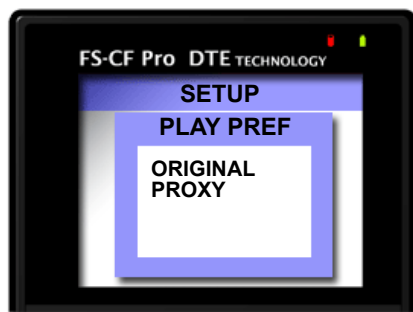 FS-CF Pro DTE TECHNOLOGY
SETUP
PLAY PREF
ORIGINAL
PROXY